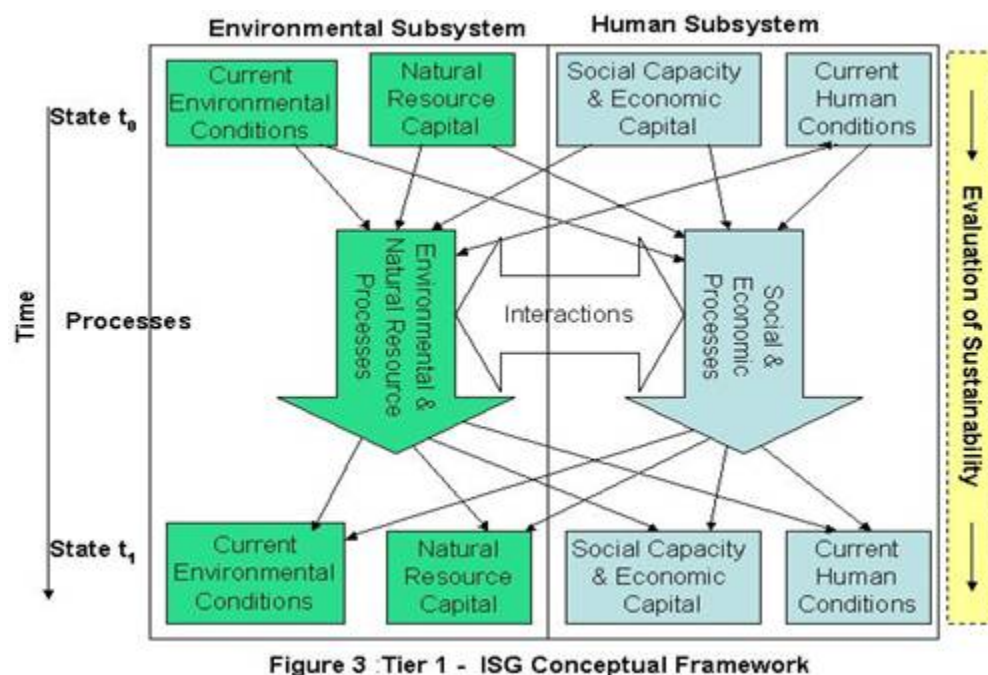 Environmental Subsystem
Human Subsystem
Time
State t0
Current
Environmental
Conditions
Natural
Resource
Capital
Social Capacity
& Economic
Capital
Current
Human
Conditions
Processes
Environmental &
Natural Resource
Processes
Interactions
Social &
Economic
Processes
State t1
Current
Environmental
Conditions
Natural
Resource
Capital
Social Capacity
& Economic
Capital
Current
Human
Conditions
Evaluation of Sustainability
Figure 3 :Tier 1 - ISG Conceptual Framework